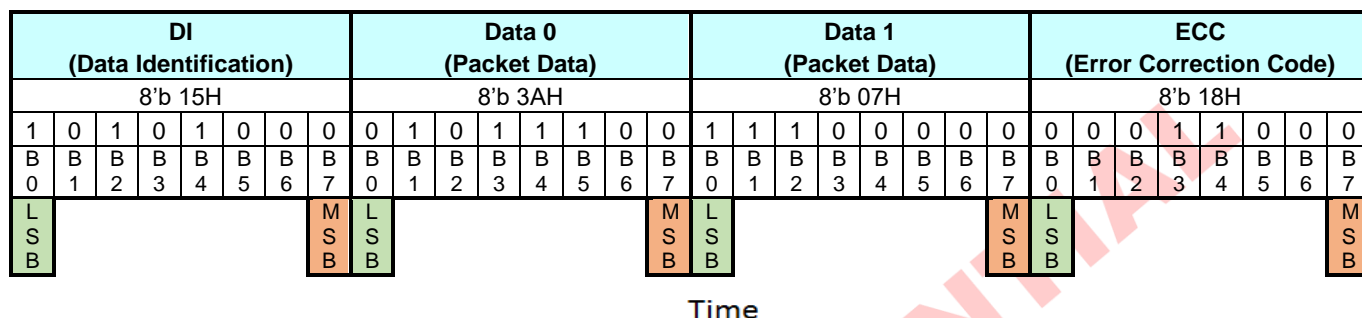 DI Data 0 Data 1 ECC
(Data Identification) (Packet Data) (Packet Data) (Error Correction Code)
8’b 15H 8’b 3AH 8’b 07H 8’b 18H
1 0 1 0 1 0 0 0 0 1 0 1 1 1 0 0 1 1 1 0 0 0 0 0 0 0 0 1 1 0 0 0
B B B B B B B B B B B B B B B B B B B B B B B B B B B B B B B B
0 1 2 3 4 5 6 7 0 1 2 3 4 5 6 7 0 1 2 3 4 5 6 7 0 1 2 3 4 5 6 7
L M L M L M L M
S S S S S S S S
B B B B B B B B
Time